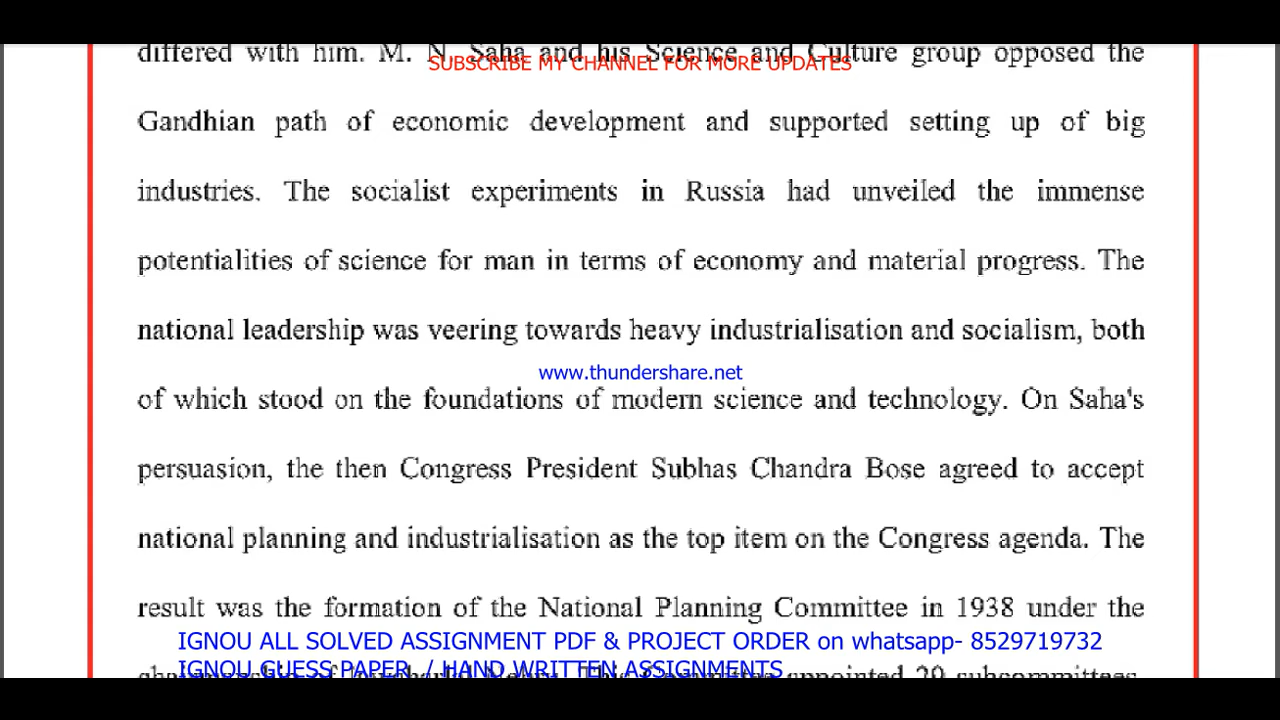 differed with him. M. N. Saha and his Science and Culture group opposed the
SUBSCRIBE MY CHANNEL FOR MORE UPDATES
Gandhian path of economic development and supported setting up of big
industries. The socialist experiments in Russia had unveiled the immense
potentialities of science for man in terms of economy and material progress. The
national leadership was veering towards heavy industrialisation and socialism, both
www.thundershare.net
of which stood on the foundations of modern science and technology. On Saha's
persuasion, the then Congress President Subhas Chandra Bose agreed to accept
national planning and industrialisation as the top item on the Congress agenda. The
result was the formation of the National Planning Committee in 1938 under the
IGNOU ALL SOLVED ASSIGNMENT PDF & PROJECT ORDER on whatsapp- 8529719732
IGNOU GUESS PAPER / HAND WRITTEN ASSIGNMENTS
appointed 29 subcommittees,